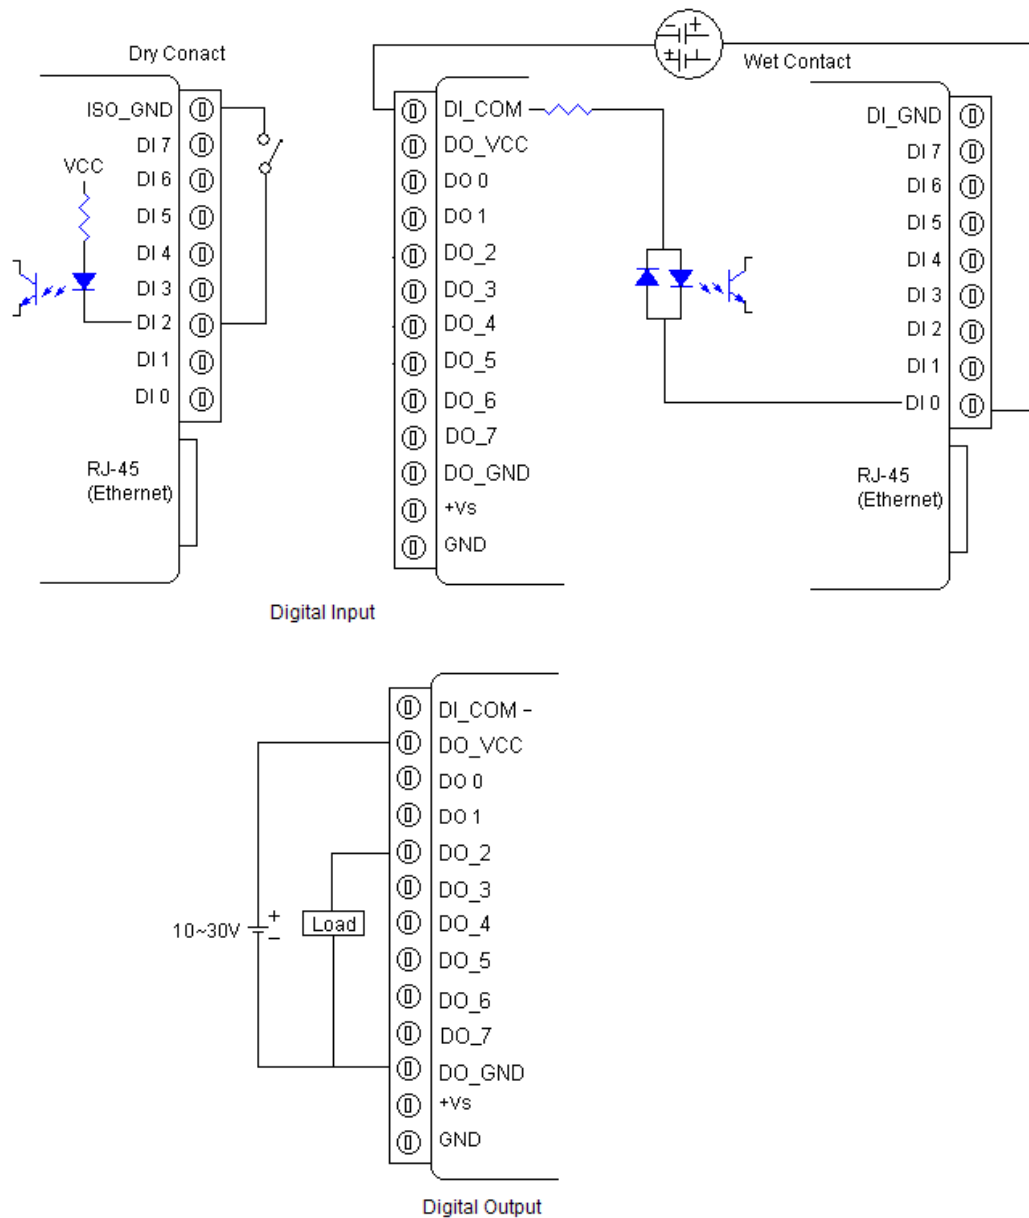 Dry Conact
ISO_GND
DI 7
DI 6
DI 5
DI 4
DI 3
DI 2
DI 1
DI 0
VCC
RJ-45
(Ethernet)
DI_COM
DO_VCC
DO 0
DO 1
DO_2
DO_3
DO_4
DO_5
DO_6
DO_7
DO_GND
+Vs
GND
- +
+ -
Wet Contact
DI_GND
DI 7
DI 6
DI 5
DI 4
DI 3
DI 2
DI 1
DI 0
RJ-45
(Ethernet)
Digital Input
DI_COM -
DO_VCC
DO 0
DO 1
DO_2
DO_3
DO_4
DO_5
DO_6
DO_7
DO_GND
+Vs
GND
10~30V
+
-
Load
Digital Output